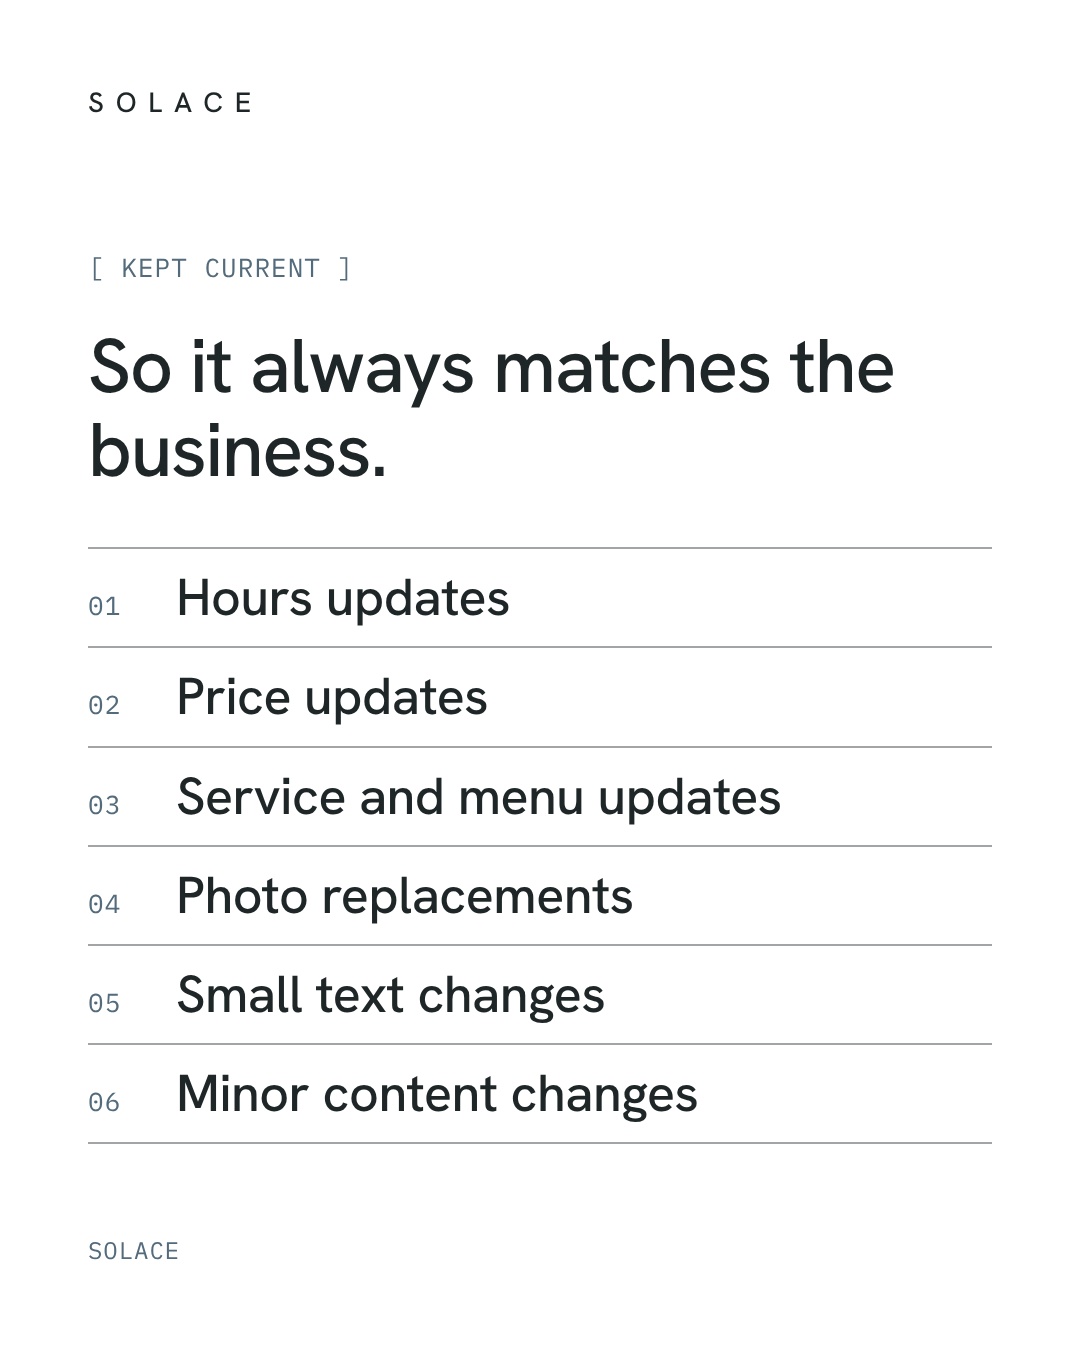 SOLACE
[ KEPT CURRENT ]
So it always matches the
business.
01 Hours updates
02 Price updates
03 Service and menu updates
04 Photo replacements
05 Small text changes
06 Minor content changes
SOLACE